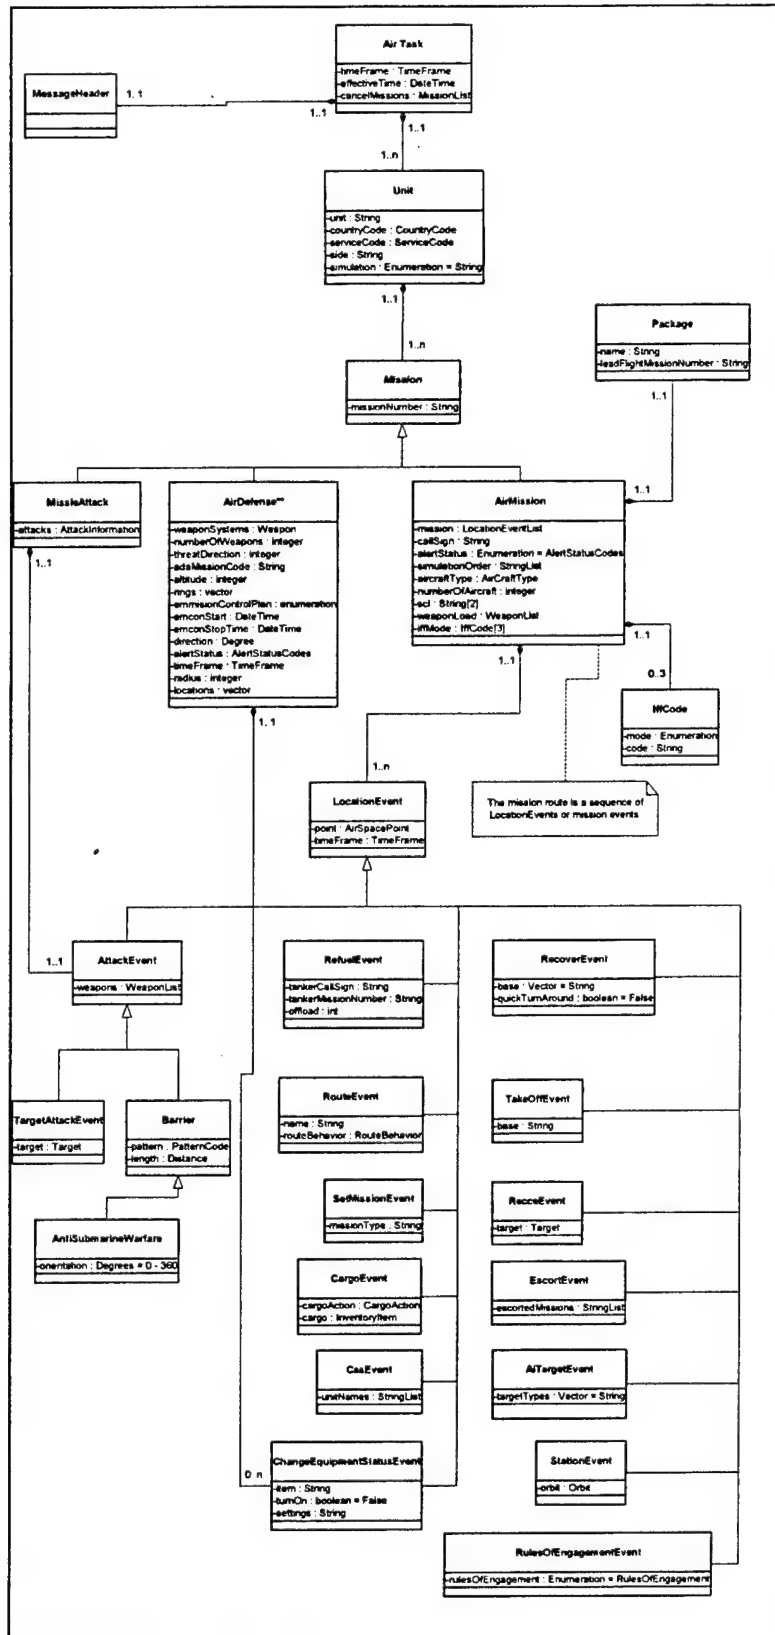 Air Task
-timeFrame : TimeFrame
-effectiveTime : DateTime
-cancelMissions : MissionList
MessageHeader
1..1
1..1
1..1
1..n
Unit
-unit : String
-countryCode : CountryCode
-serviceCode : ServiceCode
-side : String
-simulation : Enumeration = String
1..1
1..n
Mission
-missionNumber : String
Package
-name : String
-leadFlightMissionNumber : String
1..1
MissleAttack
-attacks : AttackInformation
1..1
AirDefense**
-weaponSystems : Weapon
-numberOfWeapons : integer
-threatDirection : integer
-adaMissionCode : String
-altitude : integer
-rings : vector
-emmisionControlPlan : enumeration
-emconStart : DateTime
-emconStopTime : DateTime
-direction : Degree
-alertStatus : AlertStatusCodes
-timeFrame : TimeFrame
-radius : integer
-locations : vector
1..1
AirMission
-mission : LocationEventList
-callSign : String
-alertStatus : Enumeration = AlertStatusCodes
-simulationOrder : StringList
-aircraftType : AirCraftType
-numberOfAircraft : integer
-scl : String[2]
-weaponLoad : WeaponList
-iffMode : IffCode[3]
1..1
1..1
1..1
0..3
IffCode
-mode : Enumeration
-code : String
1..n
LocationEvent
-point : AirSpacePoint
-timeFrame : TimeFrame
The mission route is a sequence of
LocationEvents or mission events
1..1
AttackEvent
-weapons : WeaponList
RefuelEvent
-tankerCallSign : String
-tankerMissionNumber : String
-offload : int
RecoverEvent
-base : Vector = String
-quickTurnAround : boolean = False
TargetAttackEvent
-target : Target
Barrier
-pattern : PatternCode
-length : Distance
RouteEvent
-name : String
-routeBehavior : RouteBehavior
TakeOffEvent
-base : String
AntiSubmarineWarfare
-orientation : Degrees = 0 - 360
SetMissionEvent
-missionType : String
RecceEvent
-target : Target
CargoEvent
-cargoAction : CargoAction
-cargo : InventoryItem
EscortEvent
-escortedMissions : StringList
CasEvent
-unitNames : StringList
AiTargetEvent
-targetTypes : Vector = String
0..n
ChangeEquipmentStatusEvent
-item : String
-turnOn : boolean = False
-settings : String
StationEvent
-orbit : Orbit
RulesOfEngagementEvent
-rulesOfEngagement : Enumeration = RulesOfEngagement